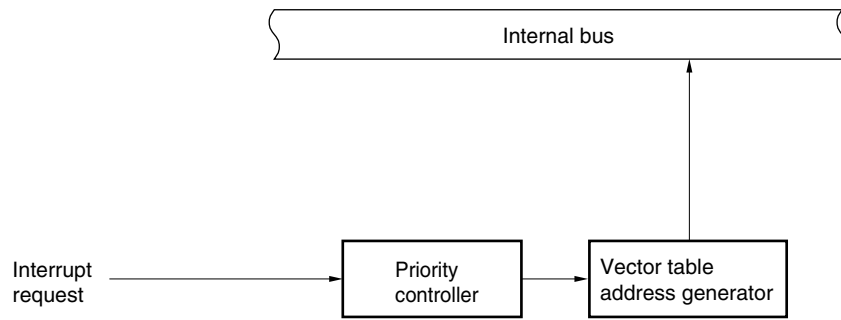 Internal bus
Interrupt
request
Priority
controller
Vector table
address generator